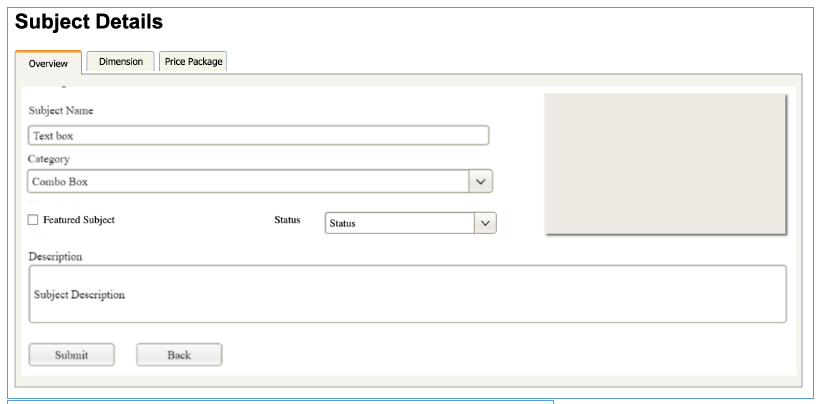 Subject Details
Overview Dimension Price Package
Subject Name
Text box
Category
Combo Box
Featured Subject Status Status
Description
Subject Description
Submit Back